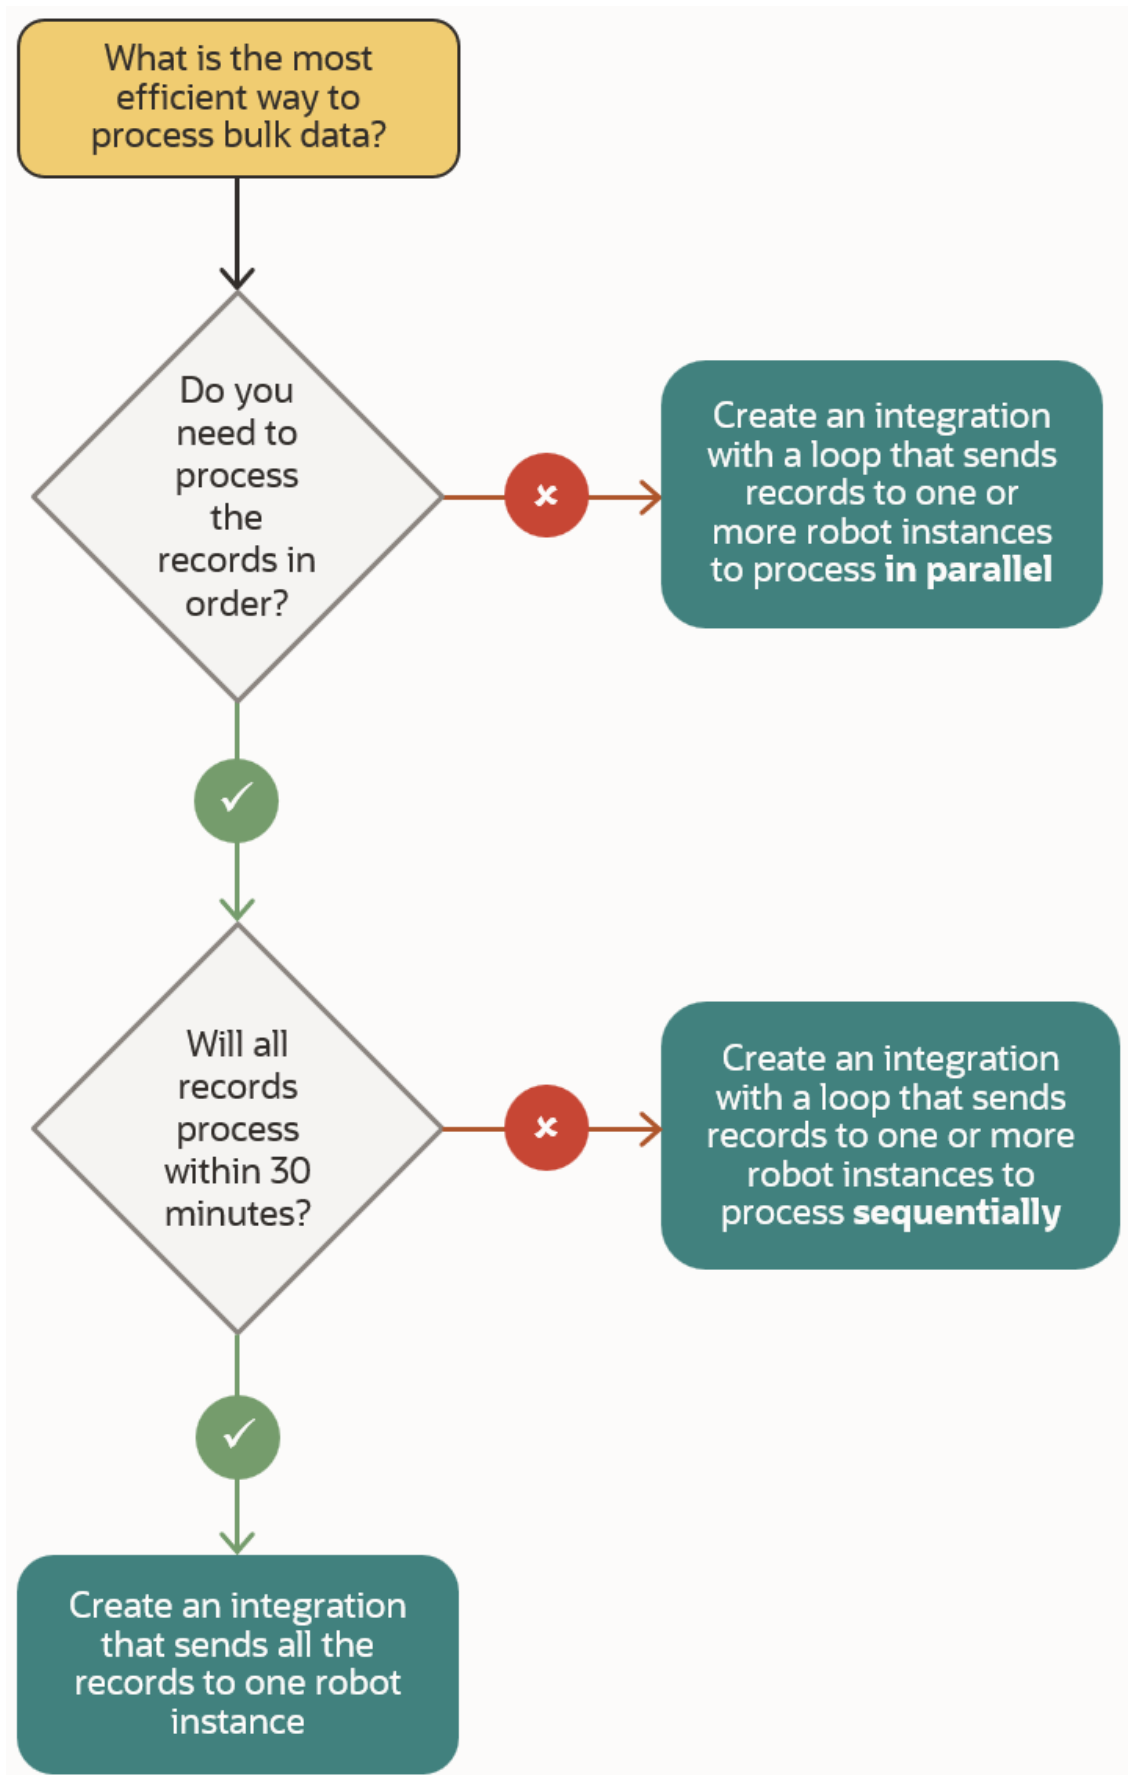 What is the most
efficient way to
process bulk data?
Do you
need to
process
the
records in
order?
Create an integration
with a loop that sends
records to one or
more robot instances
to process in parallel
Will all
records
process
within 30
minutes?
Create an integration
with a loop that sends
records to one or more
robot instances to
process sequentially
Create an integration
that sends all the
records to one robot
instance